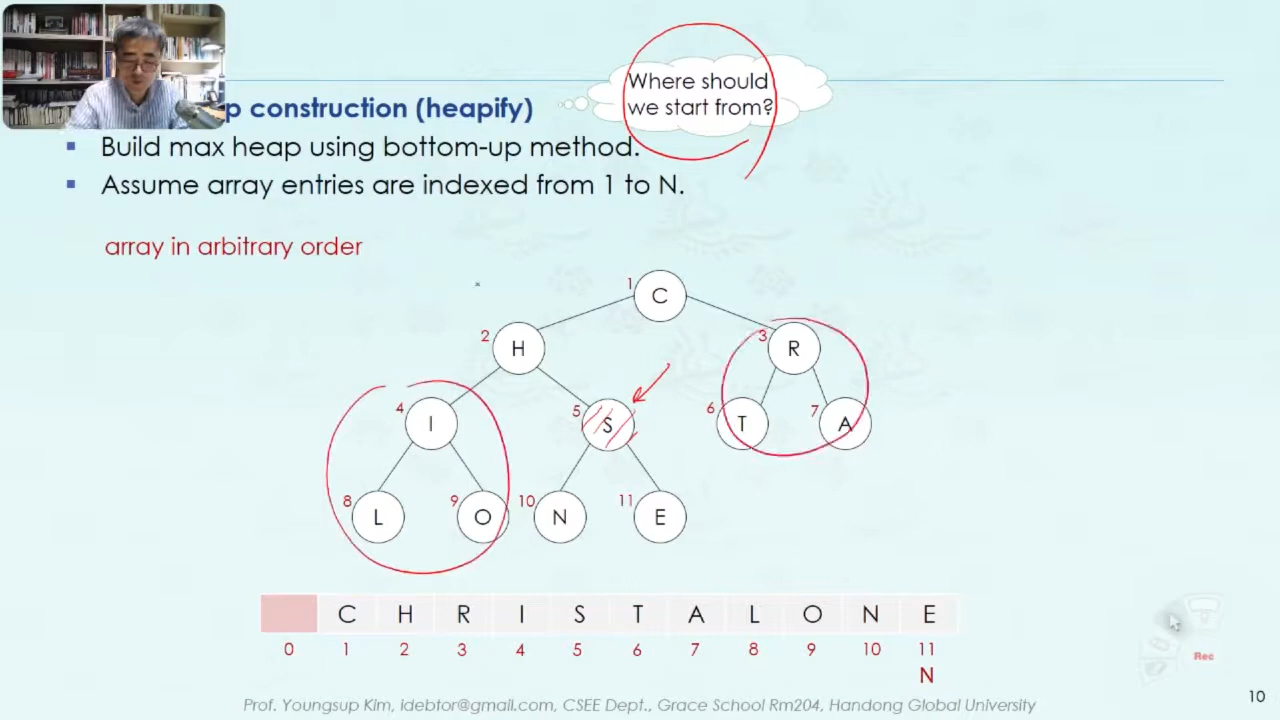 Where should
we start from?
p construction (heapify)
Build max heap using bottom-up method.
Assume array entries are indexed from 1 to N.
array in arbitrary order
1 C
2 H 3 R
4 I 5 S 6 T 7 A
8 L 9 O 10 N 11 E
C H R I S T A L O N E
0 1 2 3 4 5 6 7 8 9 10 11
N
Rec
Prof. Youngsup Kim, idebtor@gmail.com, CSEE Dept., Grace School Rm204, Handong Global University
10